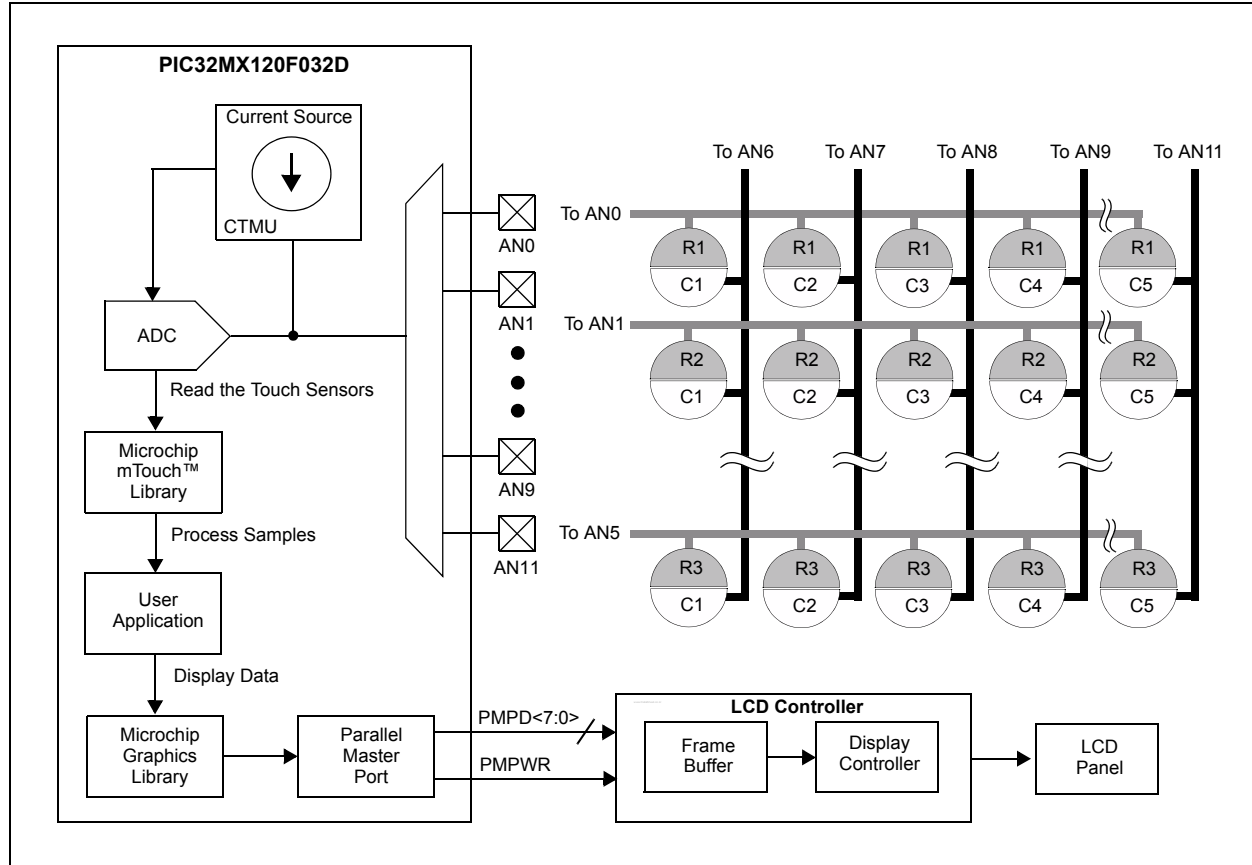 PIC32MX120F032D
Current Source
CTMU
ADC
Read the Touch Sensors
Microchip
mTouch™
Library
Process Samples
User
Application
Display Data
Microchip
Graphics
Library
Parallel
Master
Port
AN0
AN1
AN9
AN11
To AN6
To AN7
To AN8
To AN9
To AN11
To AN0
R1
R1
R1
R1
R1
C1
C2
C3
C4
C5
To AN1
R2
R2
R2
R2
R2
C1
C2
C3
C4
C5
To AN5
R3
R3
R3
R3
R3
C1
C2
C3
C4
C5
PMPD<7:0>
PMPWR
LCD Controller
Frame
Buffer
Display
Controller
LCD
Panel